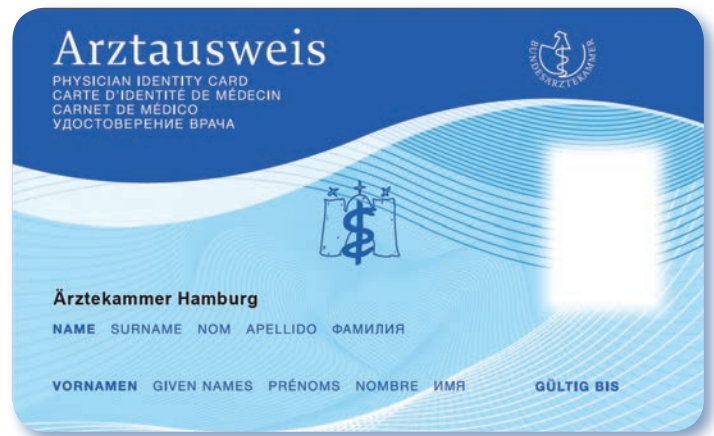 Arztausweis
PHYSICIAN IDENTITY CARD
CARTE D'IDENTITÉ DE MÉDECIN
CARNET DE MÉDICO
УДОСТОВЕРЕНИЕ ВРАЧА
BUNDESÄRZTEKAMMER
Ärztekammer Hamburg
NAME SURNAME NOM APELLIDO ФАМИЛИЯ
VORNAMEN GIVEN NAMES PRÉNOMS NOMBRE ИМЯ GÜLTIG BIS